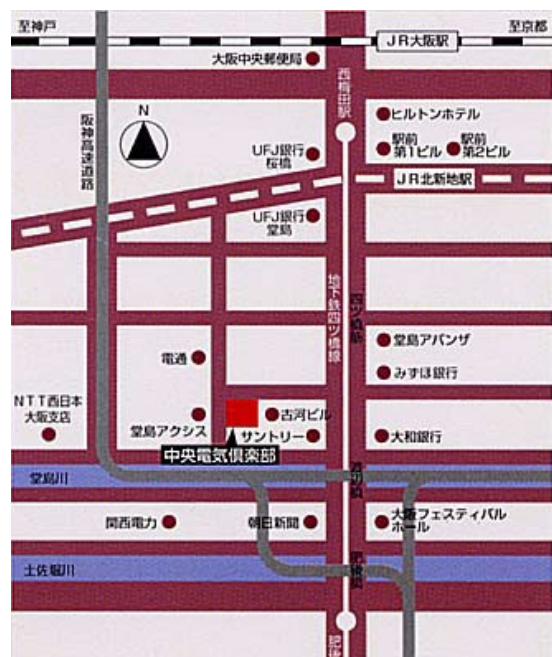 至神戸
至京都
JR大阪駅
大阪中央郵便局
西梅田駅
ヒルトンホテル
阪神高速道路
N
駅前
第1ビル
駅前
第2ビル
UFJ銀行
桜橋
JR北新地駅
UFJ銀行
堂島
地下鉄四ツ橋線
四ツ橋筋
堂島アバンザ
電通
みずほ銀行
NTT西日本
大阪支店
堂島アクシス
古河ビル
サントリー
大和銀行
中央電気倶楽部
堂島川
渡辺橋
関西電力
朝日新聞
大阪フェスティバル
ホール
土佐堀川
肥後橋
肥後